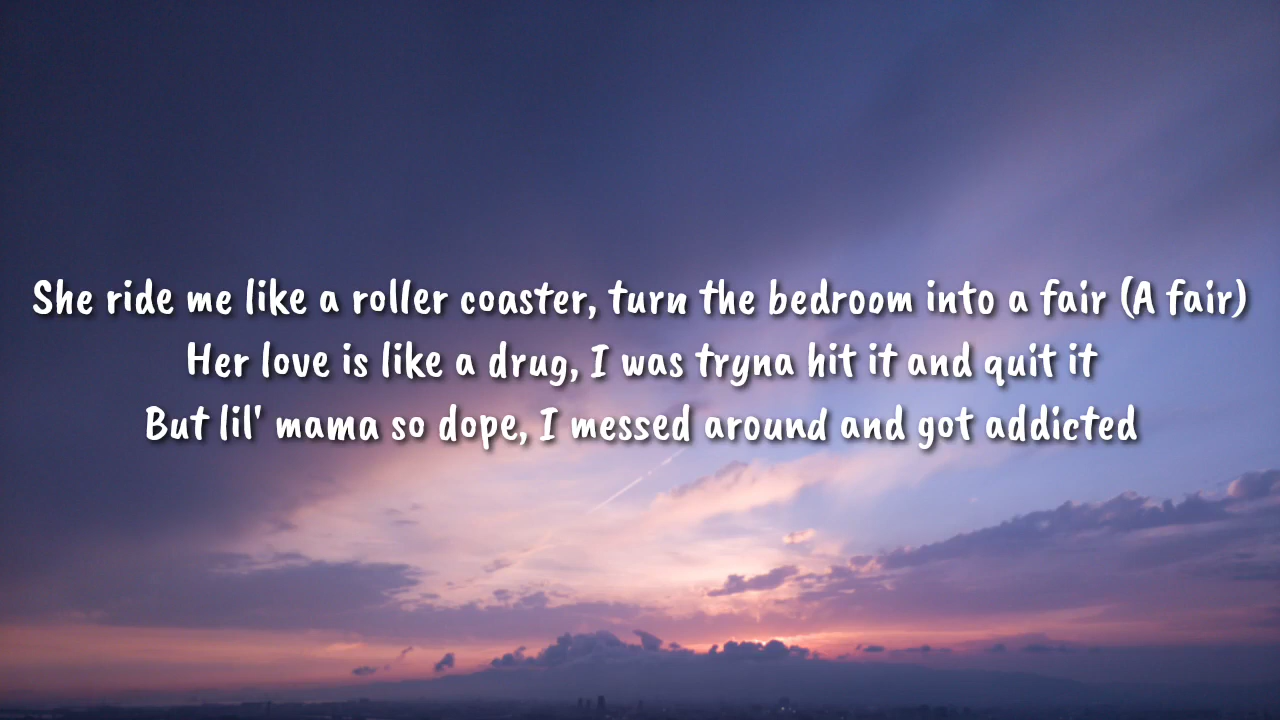 She ride me like a roller coaster, turn the bedroom into a fair (A fair)
Her love is like a drug, I was tryna hit it and quit it
But lil' mama so dope, I messed around and got addicted